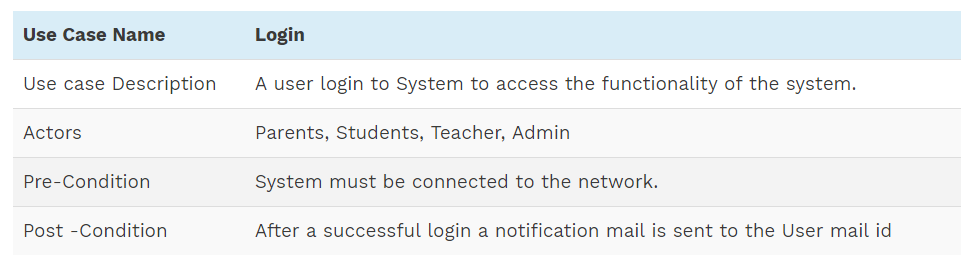 Use Case Name Login
Use case Description A user login to System to access the functionality of the system.
Actors Parents, Students, Teacher, Admin
Pre-Condition System must be connected to the network.
Post -Condition After a successful login a notification mail is sent to the User mail id